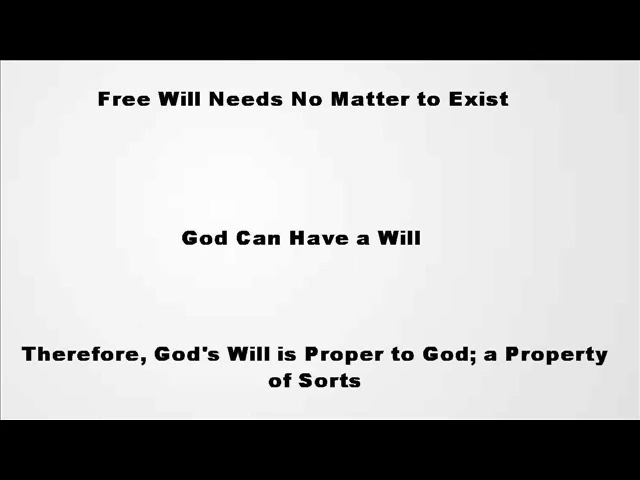 Free Will Needs No Matter to Exist
God Can Have a Will
Therefore, God's Will is Proper to God; a Property
of Sorts